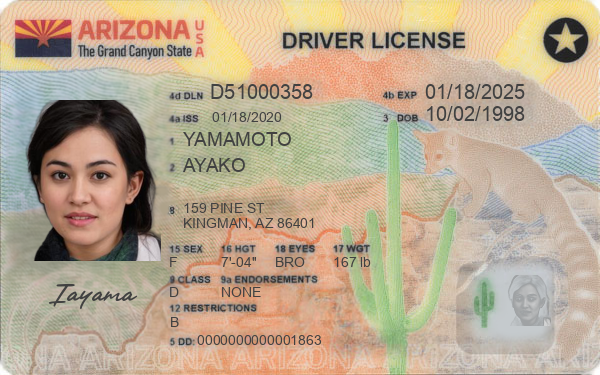 ARIZONA USA
The Grand Canyon State
DRIVER LICENSE
4d DLN D51000358
4b EXP 01/18/2025
4a ISS 01/18/2020
3 DOB 10/02/1998
1 YAMAMOTO
2 AYAKO
8 159 PINE ST
KINGMAN, AZ 86401
15 SEX 16 HGT 18 EYES 17 WGT
F 7'-04" BRO 167 lb
9 CLASS 9a ENDORSEMENTS
D NONE
12 RESTRICTIONS
B
5 DD: 0000000000001863
Iayama
ARIZONA ARIZONA ARIZONA ARIZONA